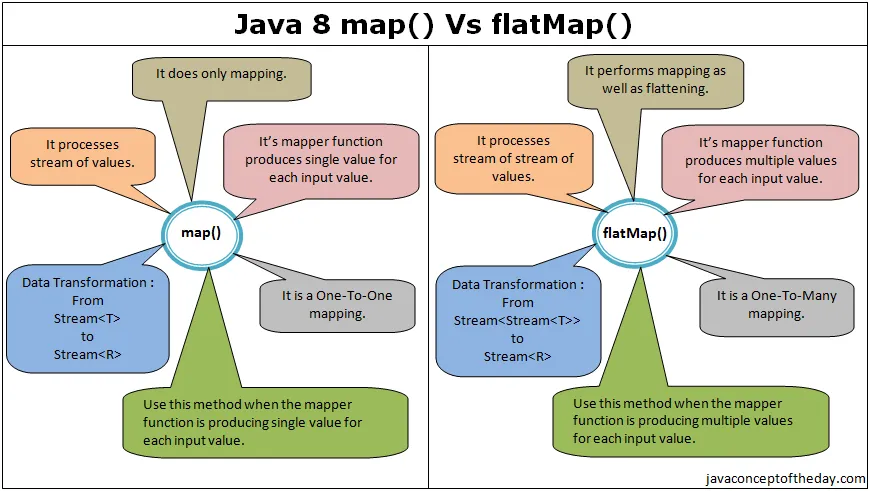 Java 8 map() Vs flatMap()
It does only mapping.
It processes
stream of values.
It's mapper function
produces single value for
each input value.
map()
Data Transformation :
From
Stream<T>
to
Stream<R>
It is a One-To-One
mapping.
Use this method when the mapper
function is producing single value for
each input value.
It performs mapping as
well as flattening.
It processes
stream of stream of
values.
It's mapper function
produces multiple values
for each input value.
flatMap()
Data Transformation :
From
Stream<Stream<T>>
to
Stream<R>
It is a One-To-Many
mapping.
Use this method when the mapper
function is producing multiple values
for each input value.
javaconceptoftheday.com